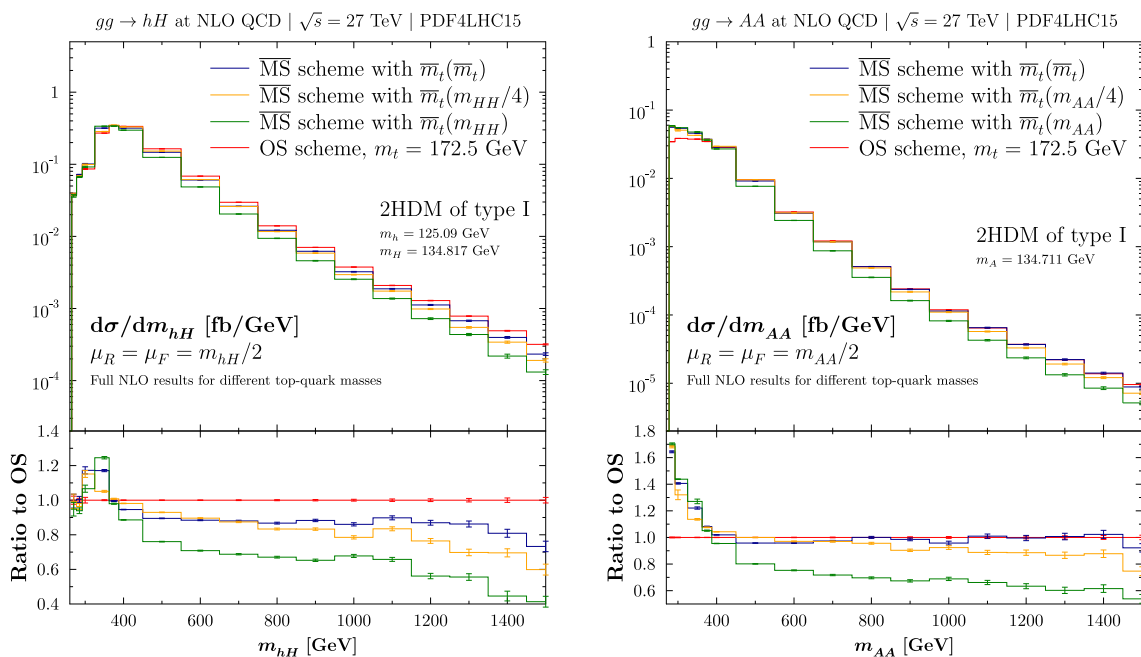 gg → hH at NLO QCD | √s = 27 TeV | PDF4LHC15
1
10⁻¹
10⁻²
10⁻³
10⁻⁴
MS scheme with m̅t(m̅t)
MS scheme with m̅t(mHH/4)
MS scheme with m̅t(mHH)
OS scheme, mt = 172.5 GeV
2HDM of type I
mh = 125.09 GeV
mH = 134.817 GeV
dσ/dmhH [fb/GeV]
μR = μF = mhH/2
Full NLO results for different top-quark masses
1.4
1.2
1.0
0.8
0.6
0.4
Ratio to OS
400 600 800 1000 1200 1400
mhH [GeV]
gg → AA at NLO QCD | √s = 27 TeV | PDF4LHC15
1
10⁻¹
10⁻²
10⁻³
10⁻⁴
10⁻⁵
MS scheme with m̅t(m̅t)
MS scheme with m̅t(mAA/4)
MS scheme with m̅t(mAA)
OS scheme, mt = 172.5 GeV
2HDM of type I
mA = 134.711 GeV
dσ/dmAA [fb/GeV]
μR = μF = mAA/2
Full NLO results for different top-quark masses
1.8
1.6
1.4
1.2
1.0
0.8
0.6
Ratio to OS
400 600 800 1000 1200 1400
mAA [GeV]